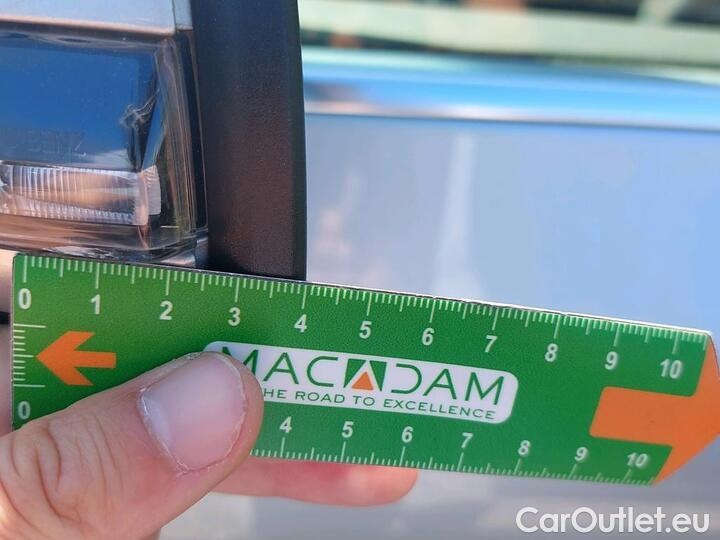 0 1 2 3 4 5 6 7 8 9 10
MACADAM
HE ROAD TO EXCELLENCE
0 4 5 6 7 8 9 10
CarOutlet.eu